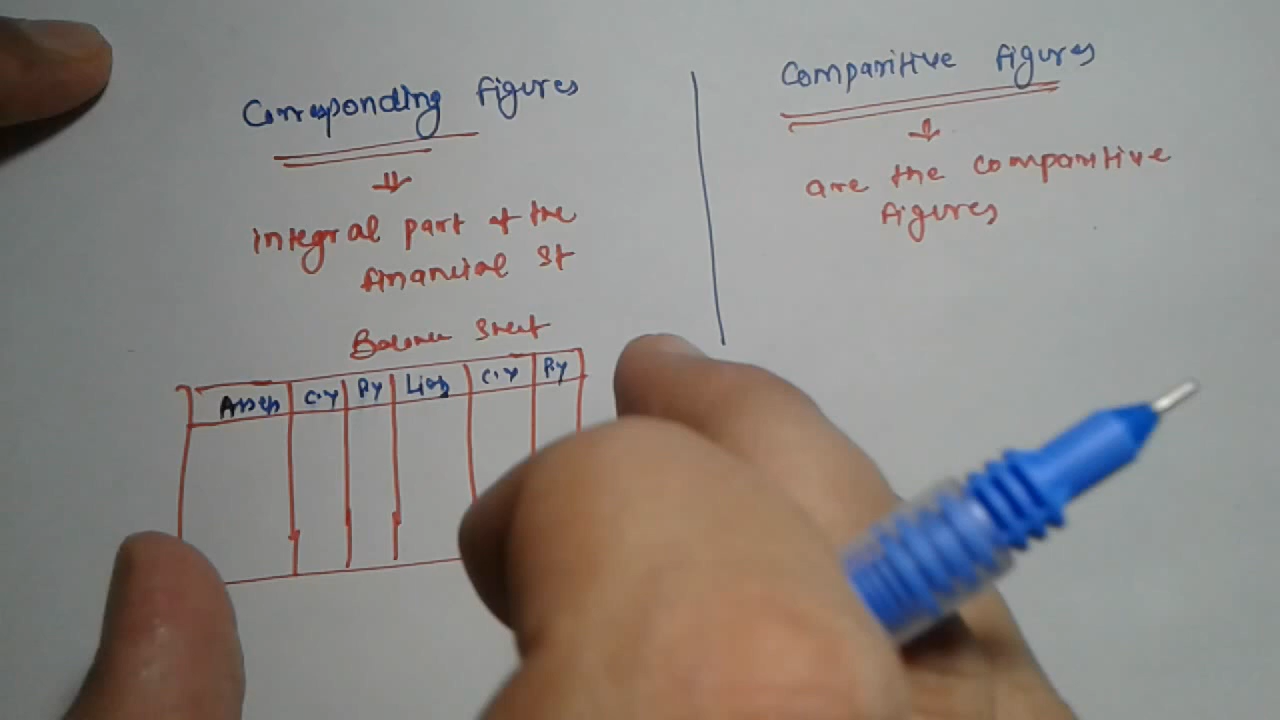 Corresponding figures
integral part of the
financial st
Balance Sheet
Assets C.Y P.Y Liab C.Y P.Y
Comparitive figures
are the comparitive
figures